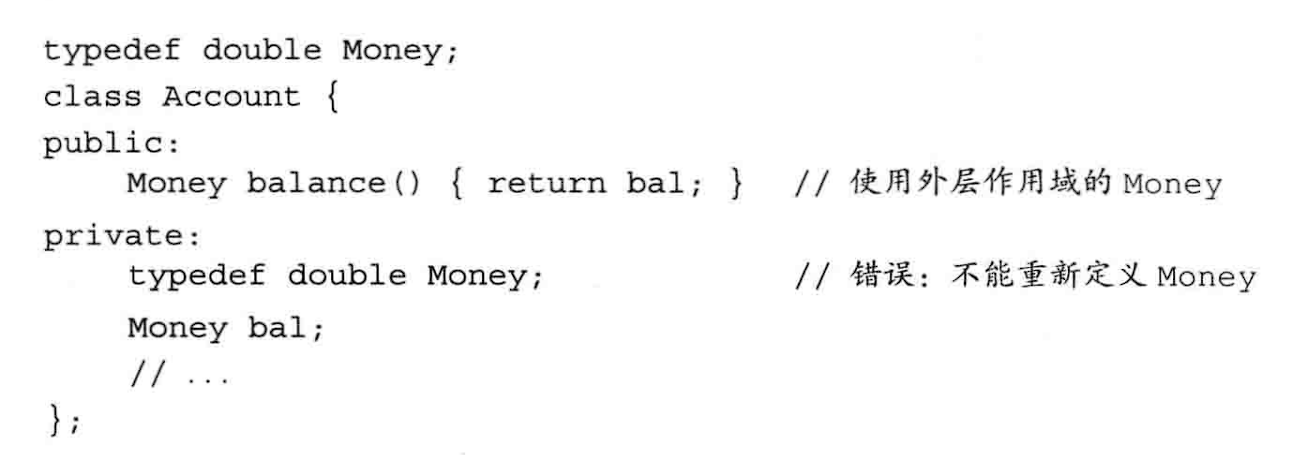 typedef double Money;
class Account {
public:
    Money balance() { return bal; }   // 使用外层作用域的 Money
private:
    typedef double Money;             // 错误：不能重新定义 Money
    Money bal;
    // ...
};